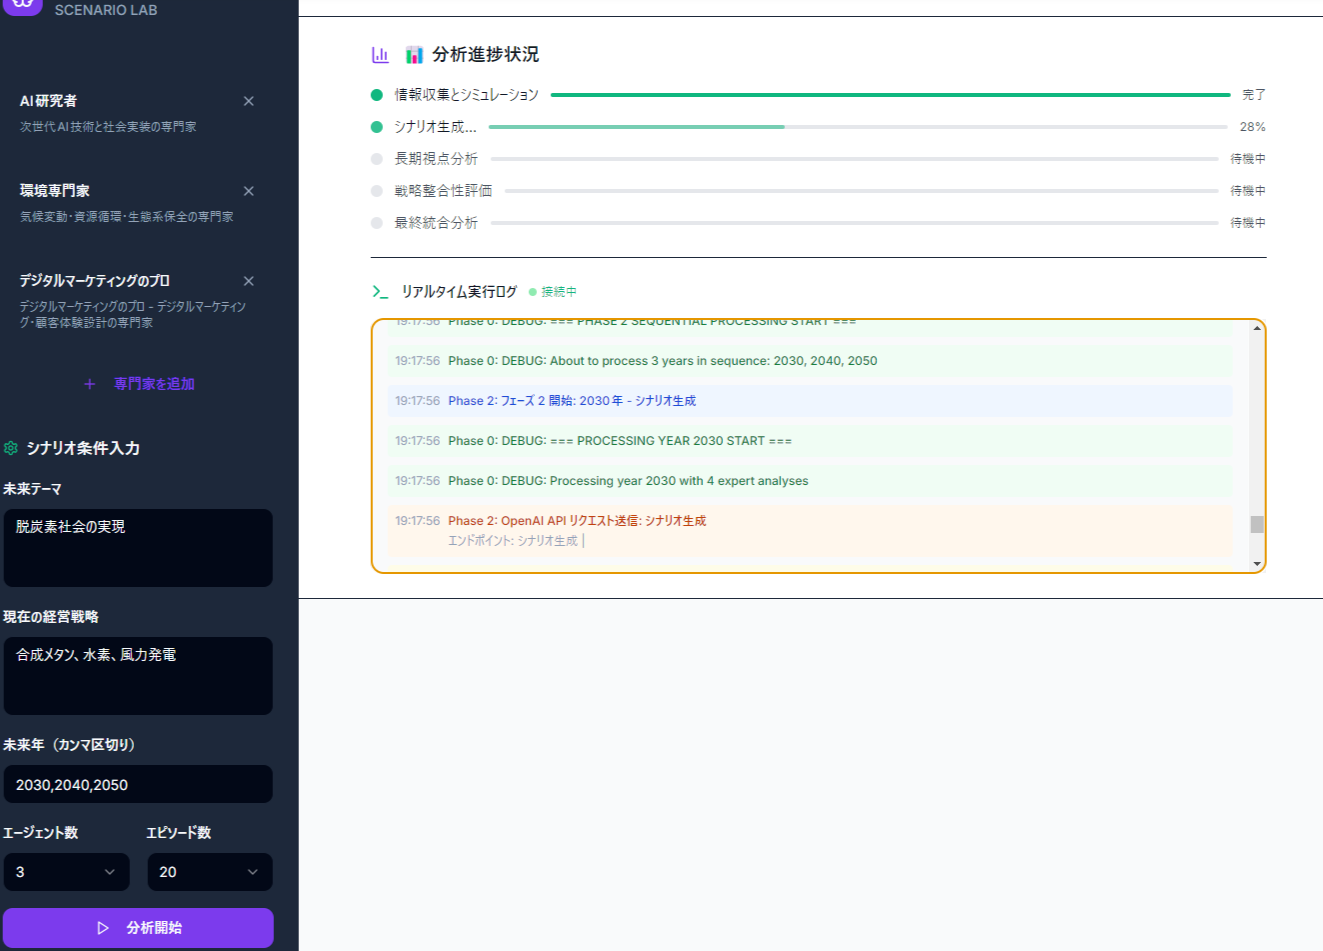 SCENARIO LAB
AI研究者
次世代AI技術と社会実装の専門家
環境専門家
気候変動・資源循環・生態系保全の専門家
デジタルマーケティングのプロ
デジタルマーケティングのプロ - デジタルマーケティン
グ・顧客体験設計の専門家
専門家を追加
シナリオ条件入力
未来テーマ
脱炭素社会の実現
現在の経営戦略
合成メタン、水素、風力発電
未来年（カンマ区切り）
2030,2040,2050
エージェント数 エピソード数
3 20
分析開始
分析進捗状況
情報収集とシミュレーション 完了
シナリオ生成... 28%
長期視点分析 待機中
戦略整合性評価 待機中
最終統合分析 待機中
リアルタイム実行ログ 接続中
19:17:56 Phase 0: DEBUG: === PHASE 2 SEQUENTIAL PROCESSING START ===
19:17:56 Phase 0: DEBUG: About to process 3 years in sequence: 2030, 2040, 2050
19:17:56 Phase 2: フェーズ 2 開始: 2030年 - シナリオ生成
19:17:56 Phase 0: DEBUG: === PROCESSING YEAR 2030 START ===
19:17:56 Phase 0: DEBUG: Processing year 2030 with 4 expert analyses
19:17:56 Phase 2: OpenAI API リクエスト送信: シナリオ生成
エンドポイント: シナリオ生成 |